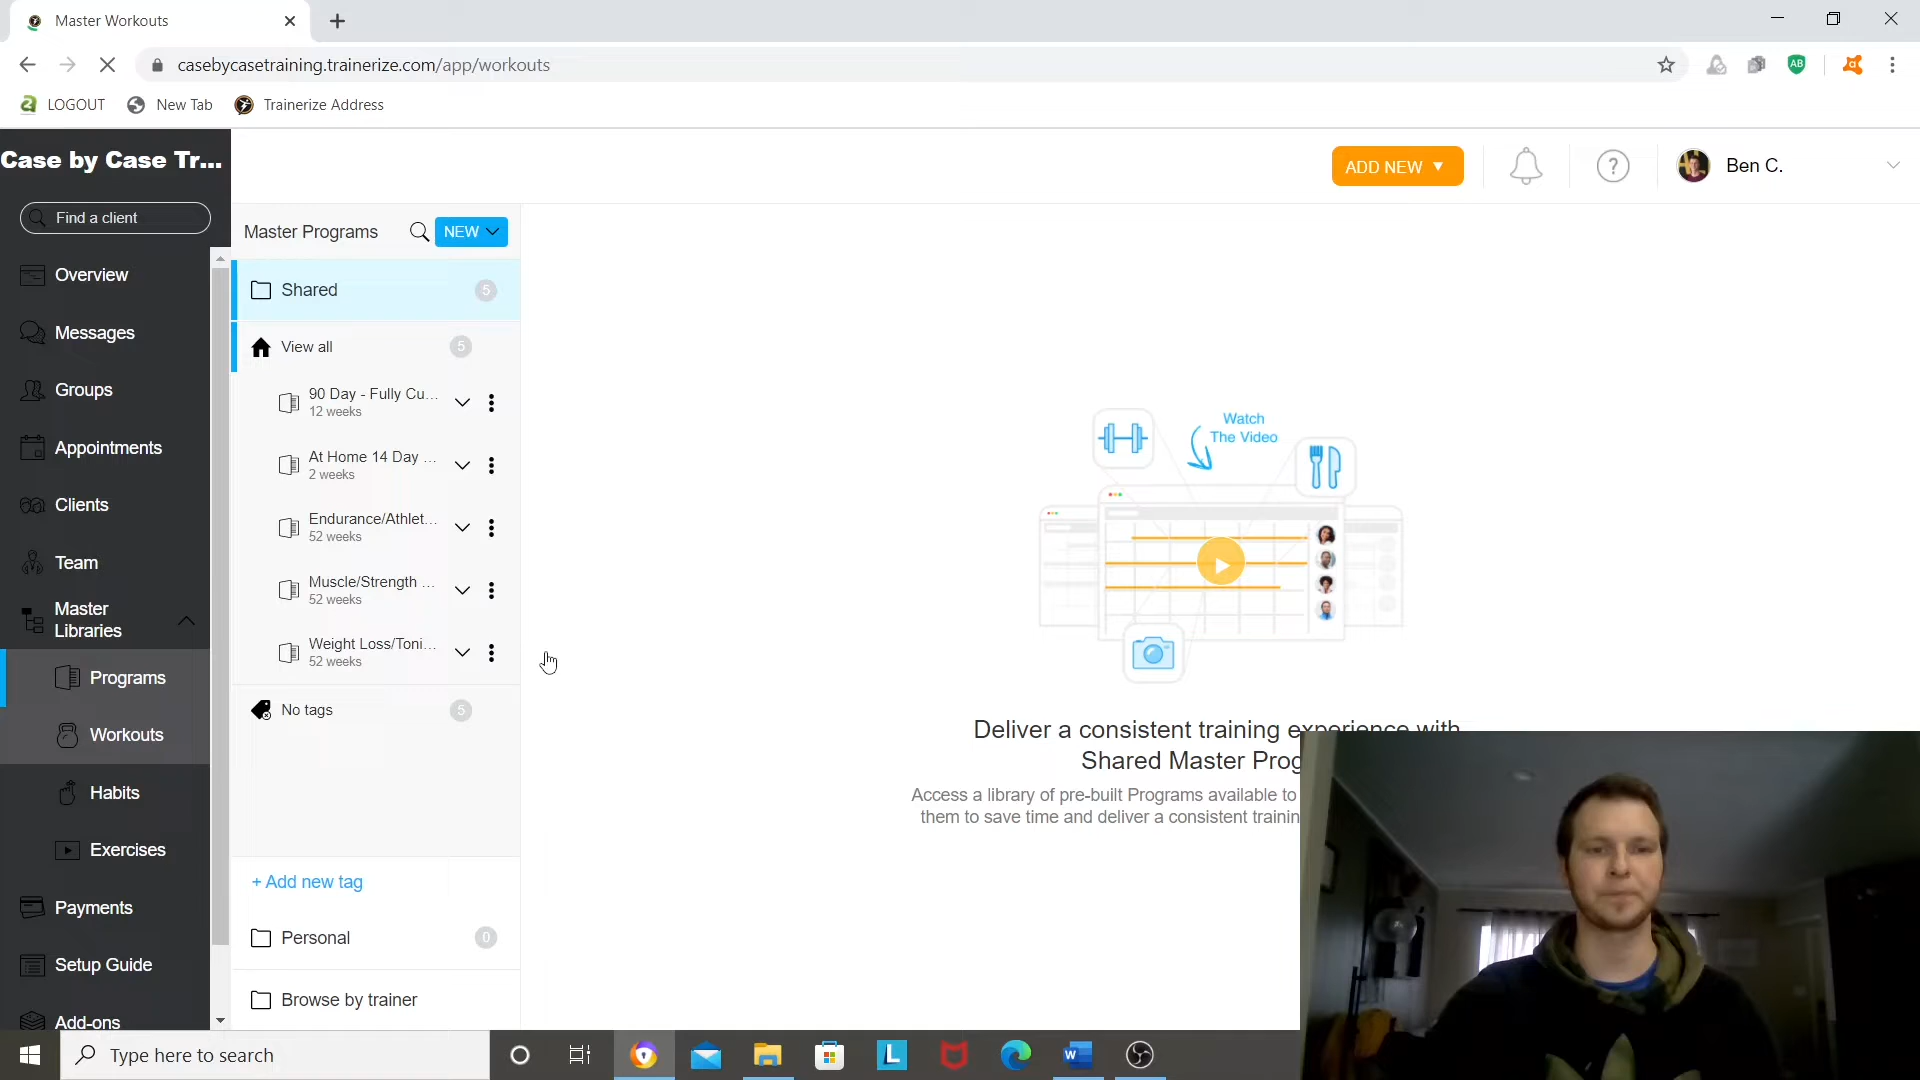 Master Workouts
casebycasetraining.trainerize.com/app/workouts
AB
LOGOUT
New Tab
Trainerize Address
Case by Case Tr...
ADD NEW
?
Ben C.
Find a client
Master Programs
NEW
Overview
Shared
5
Messages
View all
5
Groups
90 Day - Fully Cu...
12 weeks
Appointments
At Home 14 Day ...
2 weeks
Clients
Endurance/Athlet...
52 weeks
Team
Muscle/Strength ...
52 weeks
Master
Libraries
Weight Loss/Toni...
52 weeks
Programs
No tags
5
Workouts
Habits
Exercises
+ Add new tag
Payments
Personal
0
Setup Guide
Browse by trainer
Add-ons
Watch
The Video
Deliver a consistent training experience with
Shared Master Prog
Access a library of pre-built Programs available to
them to save time and deliver a consistent trainin
Type here to search
L
W